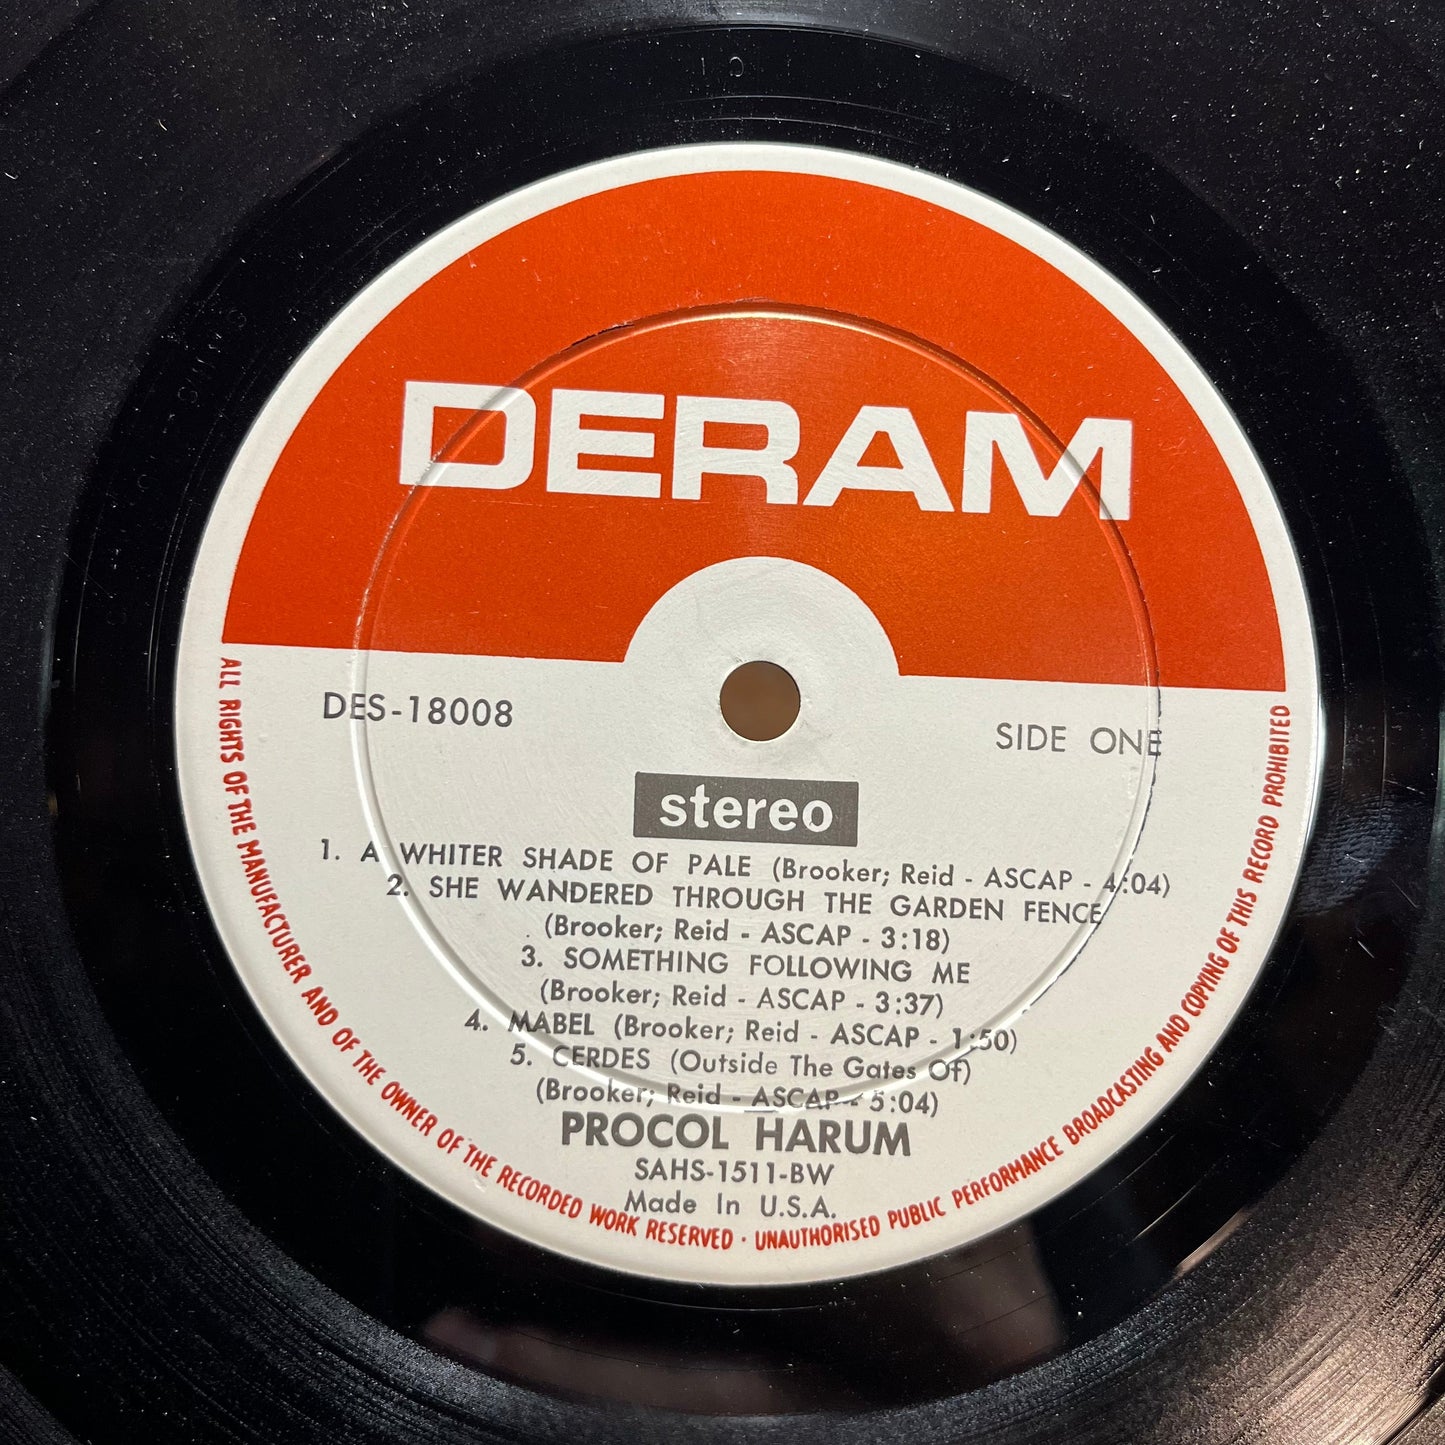 DERAM
DES-18008
SIDE ONE
stereo
1. A WHITER SHADE OF PALE (Brooker; Reid - ASCAP - 4:04)
2. SHE WANDERED THROUGH THE GARDEN FENCE
(Brooker; Reid - ASCAP - 3:18)
3. SOMETHING FOLLOWING ME
(Brooker; Reid - ASCAP - 3:37)
4. MABEL (Brooker; Reid - ASCAP - 1:50)
5. CERDES (Outside The Gates Of)
(Brooker; Reid - ASCAP - 5:04)
PROCOL HARUM
SAHS-1511-BW
Made In U.S.A.
ALL RIGHTS OF THE MANUFACTURER AND OF THE OWNER OF THE RECORDED WORK RESERVED · UNAUTHORISED PUBLIC PERFORMANCE BROADCASTING AND COPYING OF THIS RECORD PROHIBITED